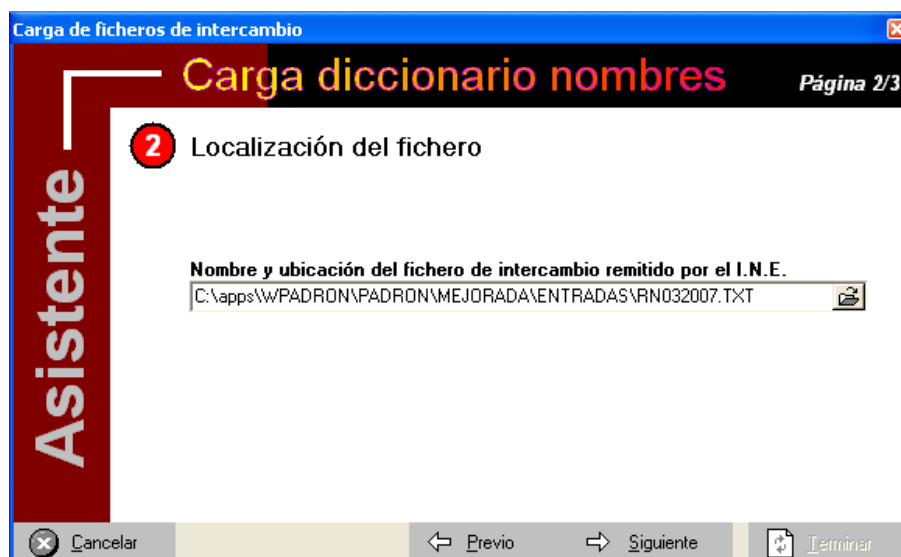 Carga de ficheros de intercambio
Carga diccionario nombres
Página 2/3
Asistente
2 Localización del fichero
Nombre y ubicación del fichero de intercambio remitido por el I.N.E.
C:\apps\WPADRON\PADRON\MEJORADA\ENTRADAS\RN032007.TXT
Cancelar
Previo
Siguiente
Terminar